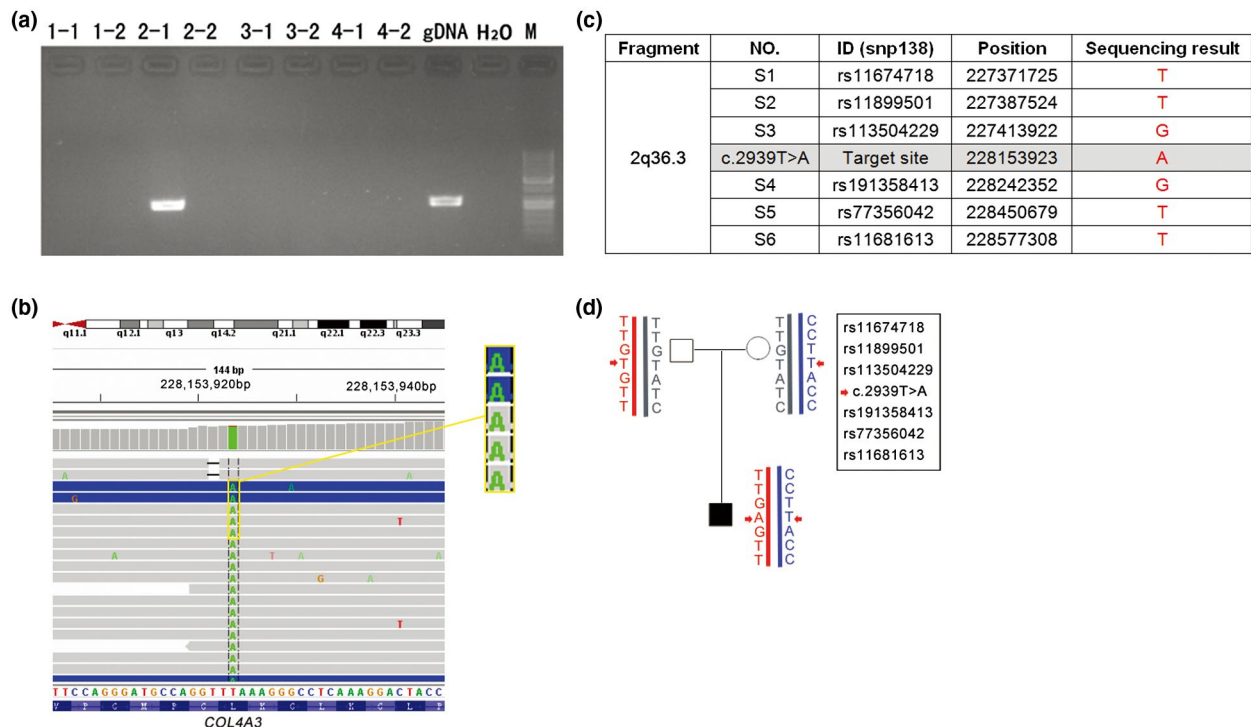 (a)
1-1 1-2 2-1 2-2 3-1 3-2 4-1 4-2 gDNA H₂O M
(c)
Fragment NO. ID (snp138) Position Sequencing result
2q36.3
S1 rs11674718 227371725 T
S2 rs11899501 227387524 T
S3 rs113504229 227413922 G
c.2939T>A Target site 228153923 A
S4 rs191358413 228242352 G
S5 rs77356042 228450679 T
S6 rs11681613 228577308 T
(b)
q11.1 q12.1 q13 q14.2 q21.1 q22.1 q22.3 q23.3
144 bp
228,153,920bp 228,153,940bp
A
A
A
A
A
A A
A
A A
G A
A
A T
A
A
A A T A A
A
A G A
A
A
A
A T
A
A
A
A
T T C C A G G G A T G C C A G G T T T A A A G G G C C T C A A A G G A C T A C C
P G M P G L K G L K G L P
COL4A3
(d)
T T G T G T T
T T G T A T C
T T G T A T C
C C T T A C C
rs11674718
rs11899501
rs113504229
c.2939T>A
rs191358413
rs77356042
rs11681613
T T G A G T T
C C T T A C C